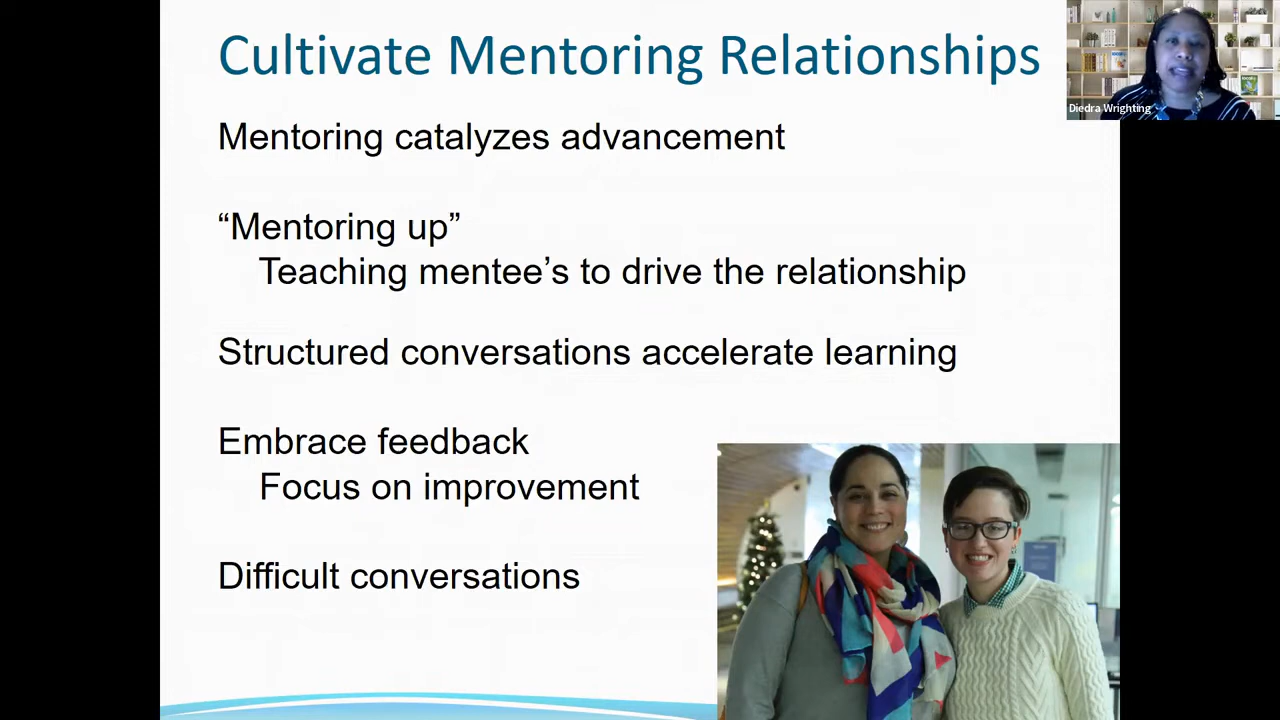 Cultivate Mentoring Relationships
Diedra Wrighting
Mentoring catalyzes advancement
“Mentoring up”
Teaching mentee’s to drive the relationship
Structured conversations accelerate learning
Embrace feedback
Focus on improvement
Difficult conversations